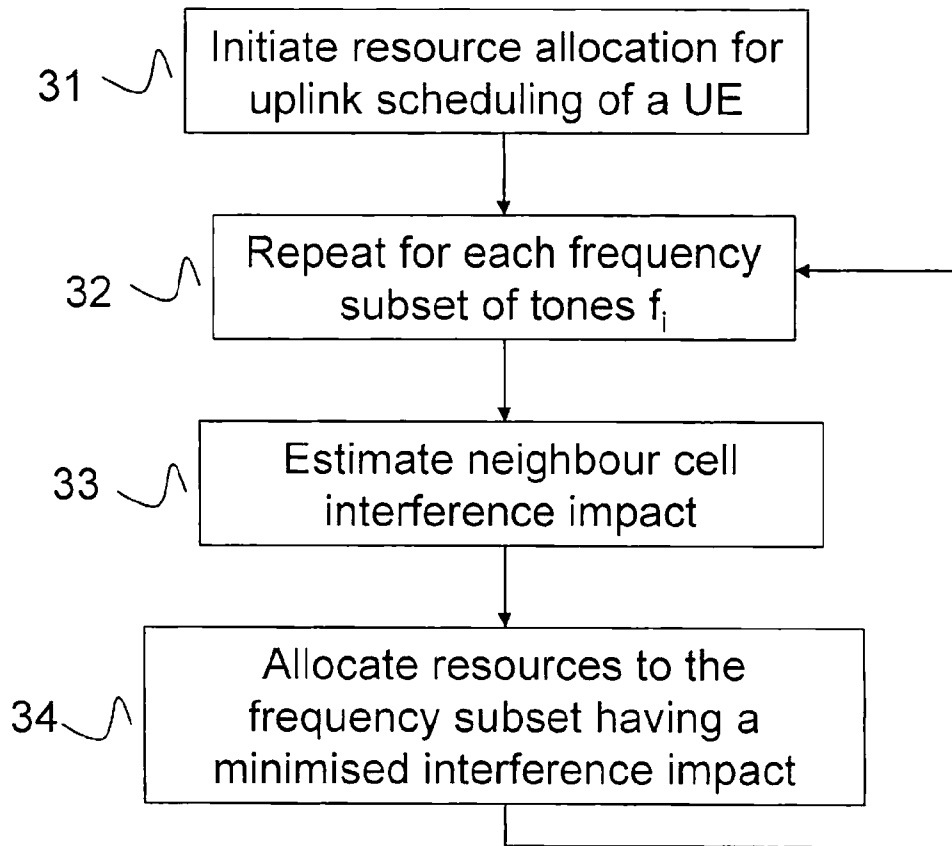 31
Initiate resource allocation for
uplink scheduling of a UE
32
Repeat for each frequency
subset of tones fi
33
Estimate neighbour cell
interference impact
34
Allocate resources to the
frequency subset having a
minimised interference impact